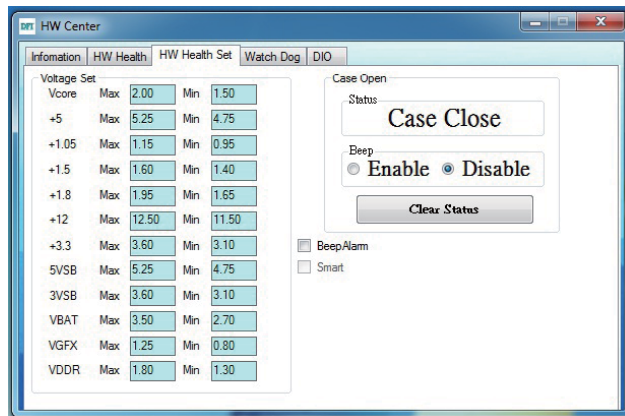 DFI HW Center
Infomation HW Health HW Health Set Watch Dog DIO
Voltage Set
Vcore Max 2.00 Min 1.50
+5 Max 5.25 Min 4.75
+1.05 Max 1.15 Min 0.95
+1.5 Max 1.60 Min 1.40
+1.8 Max 1.95 Min 1.65
+12 Max 12.50 Min 11.50
+3.3 Max 3.60 Min 3.10
5VSB Max 5.25 Min 4.75
3VSB Max 3.60 Min 3.10
VBAT Max 3.50 Min 2.70
VGFX Max 1.25 Min 0.80
VDDR Max 1.80 Min 1.30
Case Open
Status
Case Close
Beep
Enable Disable
Clear Status
BeepAlarm
Smart